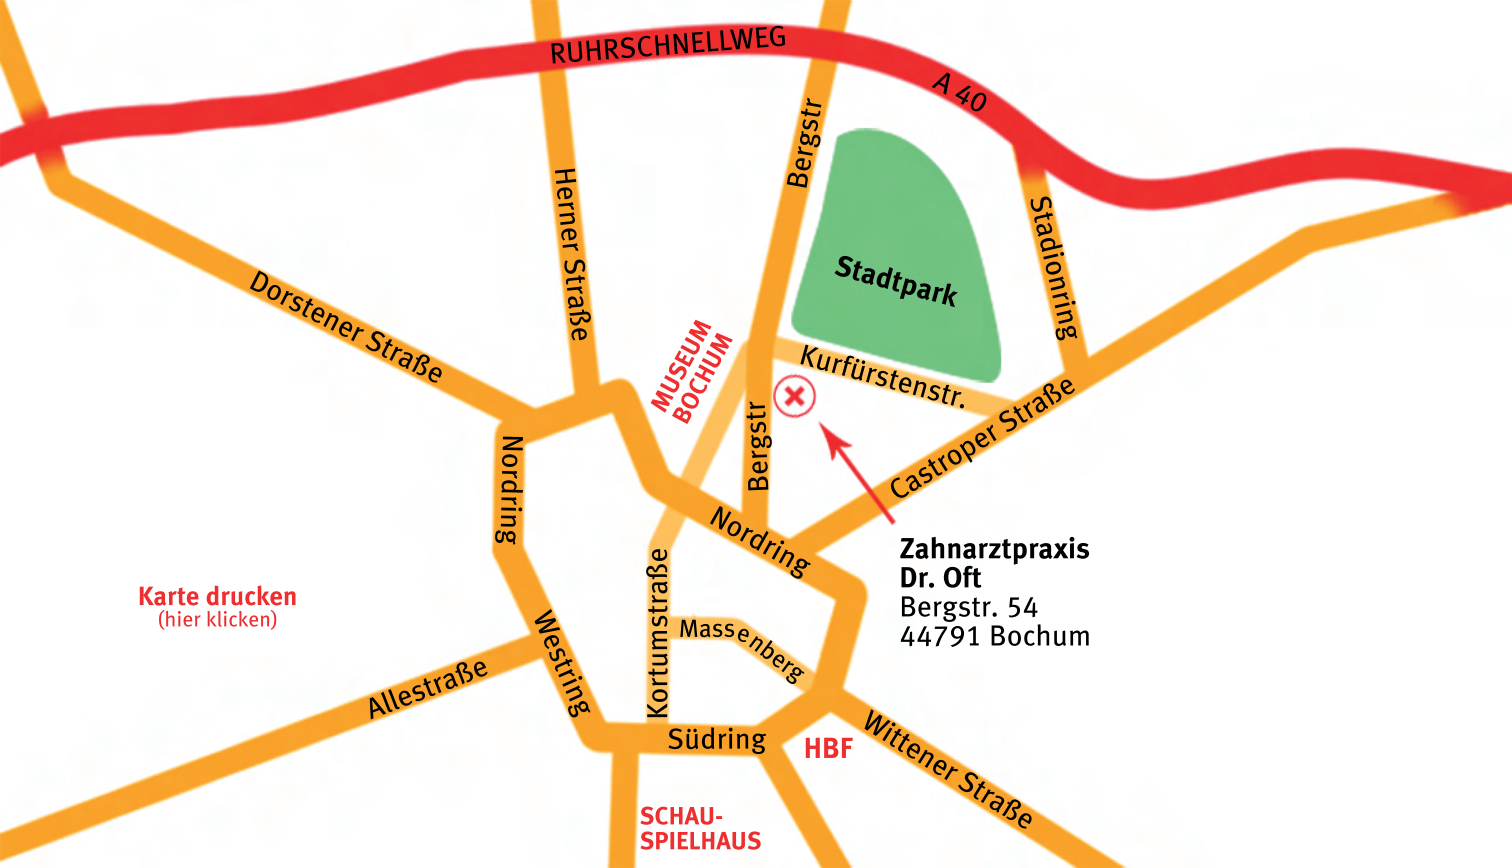 RUHRSCHNELLWEG
A 40
Bergstr
Herner Straße
Stadionring
Stadtpark
Dorstener Straße
MUSEUM
BOCHUM
Kurfürstenstr.
Bergstr
Castroper Straße
Nordring
Nordring
Zahnarztpraxis
Dr. Oft
Bergstr. 54
44791 Bochum
Karte drucken
(hier klicken)
Kortumstraße
Massenberg
Westring
Allestraße
Südring
HBF
Wittener Straße
SCHAU-
SPIELHAUS